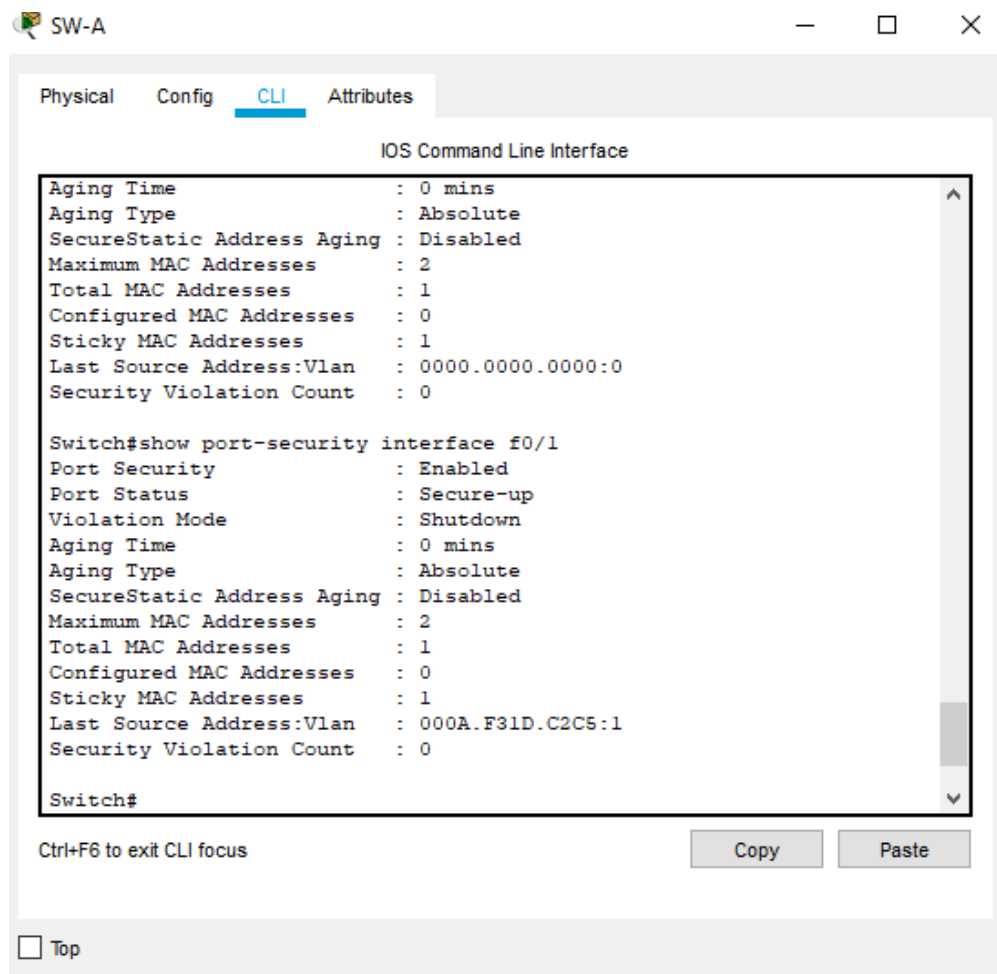 SW-A
Physical Config CLI Attributes
IOS Command Line Interface
Aging Time : 0 mins
Aging Type : Absolute
SecureStatic Address Aging : Disabled
Maximum MAC Addresses : 2
Total MAC Addresses : 1
Configured MAC Addresses : 0
Sticky MAC Addresses : 1
Last Source Address:Vlan : 0000.0000.0000:0
Security Violation Count : 0
Switch#show port-security interface f0/1
Port Security : Enabled
Port Status : Secure-up
Violation Mode : Shutdown
Aging Time : 0 mins
Aging Type : Absolute
SecureStatic Address Aging : Disabled
Maximum MAC Addresses : 2
Total MAC Addresses : 1
Configured MAC Addresses : 0
Sticky MAC Addresses : 1
Last Source Address:Vlan : 000A.F31D.C2C5:1
Security Violation Count : 0
Switch#
Ctrl+F6 to exit CLI focus Copy Paste
Top